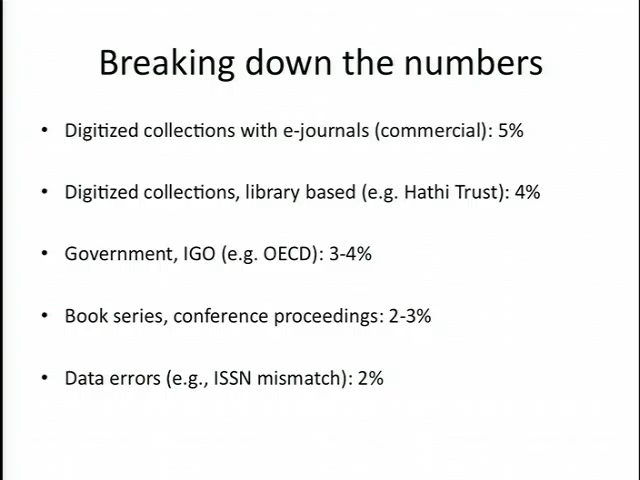 Breaking down the numbers
• Digitized collections with e-journals (commercial): 5%
• Digitized collections, library based (e.g. Hathi Trust): 4%
• Government, IGO (e.g. OECD): 3-4%
• Book series, conference proceedings: 2-3%
• Data errors (e.g., ISSN mismatch): 2%